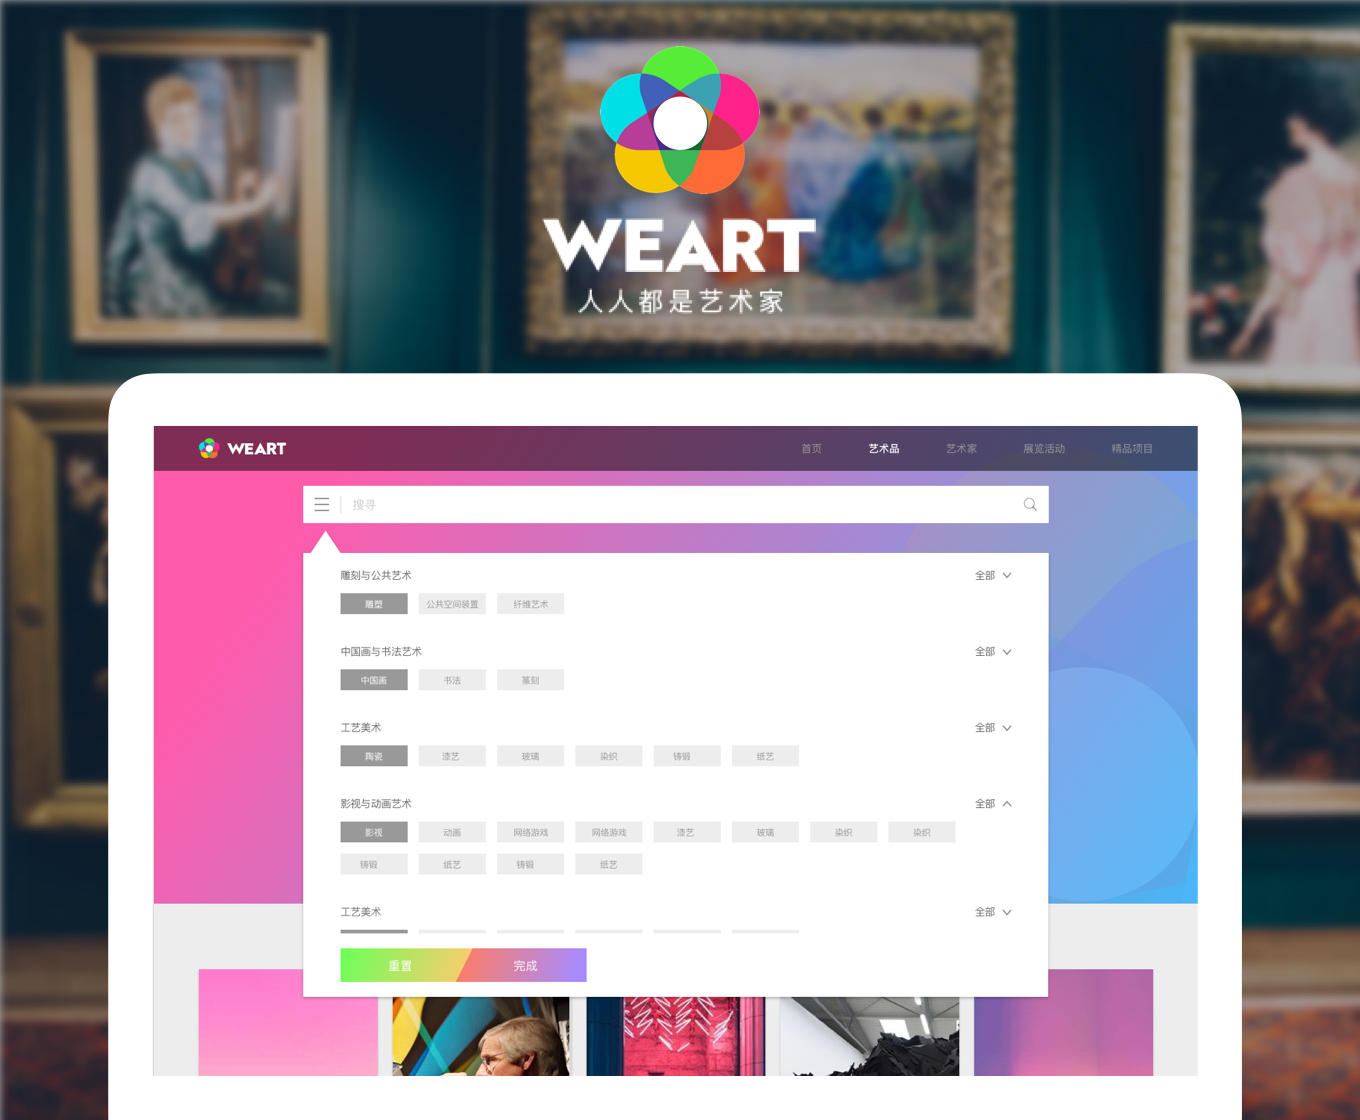 WEART
人人都是艺术家
WEART 首页 艺术品 艺术家 展览活动 精品项目
搜寻
雕刻与公共艺术 全部
雕塑 公共空间装置 纤维艺术
中国画与书法艺术 全部
中国画 书法 篆刻
工艺美术 全部
陶瓷 漆艺 玻璃 染织 铸锻 纸艺
影视与动画艺术 全部
影视 动画 网络游戏 网络游戏 漆艺 玻璃 染织 染织
铸锻 纸艺 铸锻 纸艺
工艺美术 全部
重置 完成